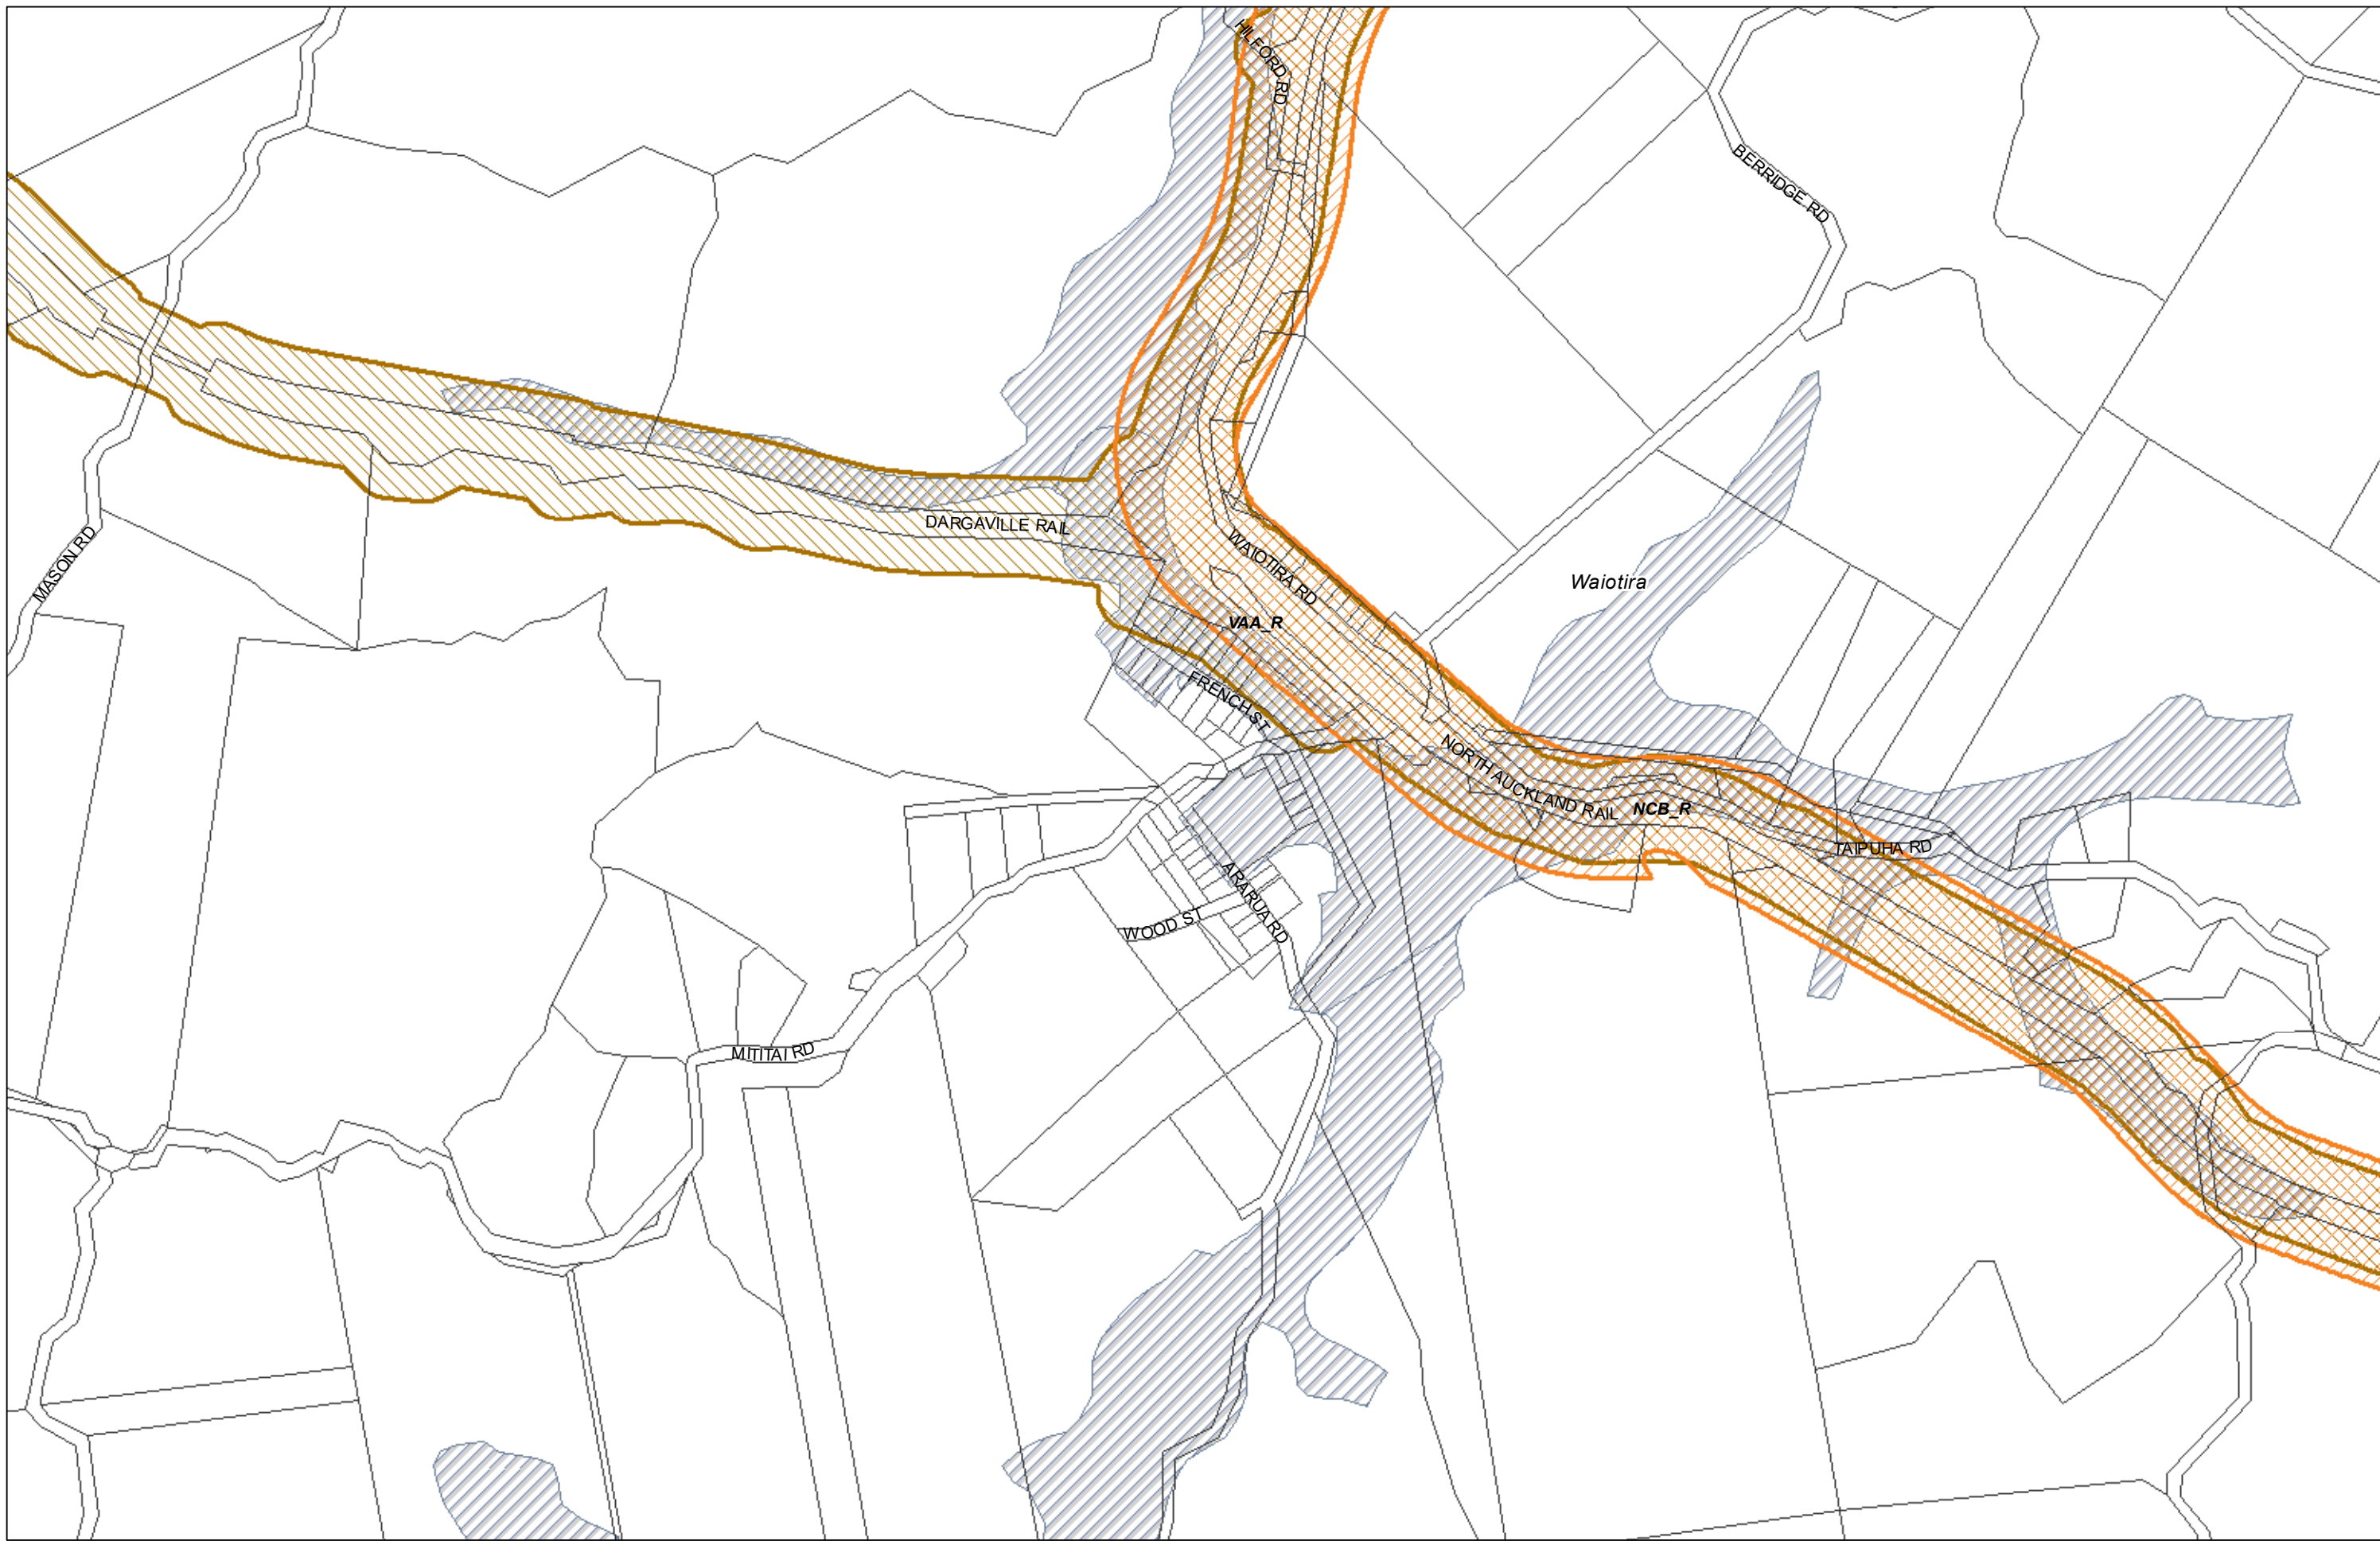 HILFORD RD
BERRIDGE RD
DARGAVILLE RAIL
MASON RD
WAIOTIRA RD
Waiotira
VAA_R
FRENCH ST
NORTH AUCKLAND RAIL
NCB_R
TAIPUHA RD
ARARUA RD
WOOD ST
MITITAI RD